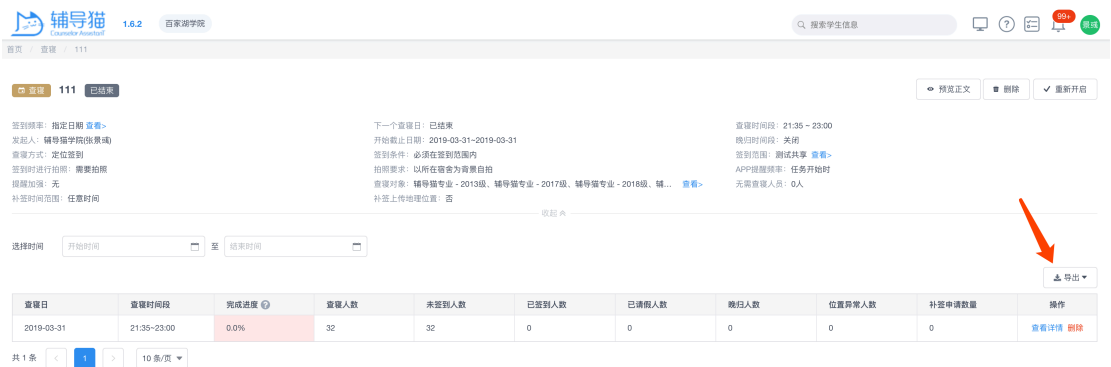 辅导猫 1.6.2 百家湖学院 搜索学生信息 99+ 景彧
Counselor Assistant
首页 / 查寝 / 111
查寝 111 已结束 预览正文 删除 重新开启
签到频率：指定日期 查看> 下一个查寝日：已结束 查寝时间段：21:35 ~ 23:00
发起人：辅导猫学院(张景彧) 开始截止日期：2019-03-31~2019-03-31 晚归时间段：关闭
查寝方式：定位签到 签到条件：必须在签到范围内 签到范围：测试共享 查看>
签到时进行拍照：需要拍照 拍照要求：以所在宿舍为背景自拍 APP提醒频率：任务开始时
提醒加强：无 查寝对象：辅导猫专业 - 2013级、辅导猫专业 - 2017级、辅导猫专业 - 2018级、辅... 查看> 无需查寝人员：0人
补签时间范围：任意时间 补签上传地理位置：否
收起
选择时间 开始时间 至 结束时间
导出
查寝日 查寝时间段 完成进度 ? 查寝人数 未签到人数 已签到人数 已请假人数 晚归人数 位置异常人数 补签申请数量 操作
2019-03-31 21:35~23:00 0.0% 32 32 0 0 0 0 0 查看详情 删除
共 1 条 < 1 > 10 条/页